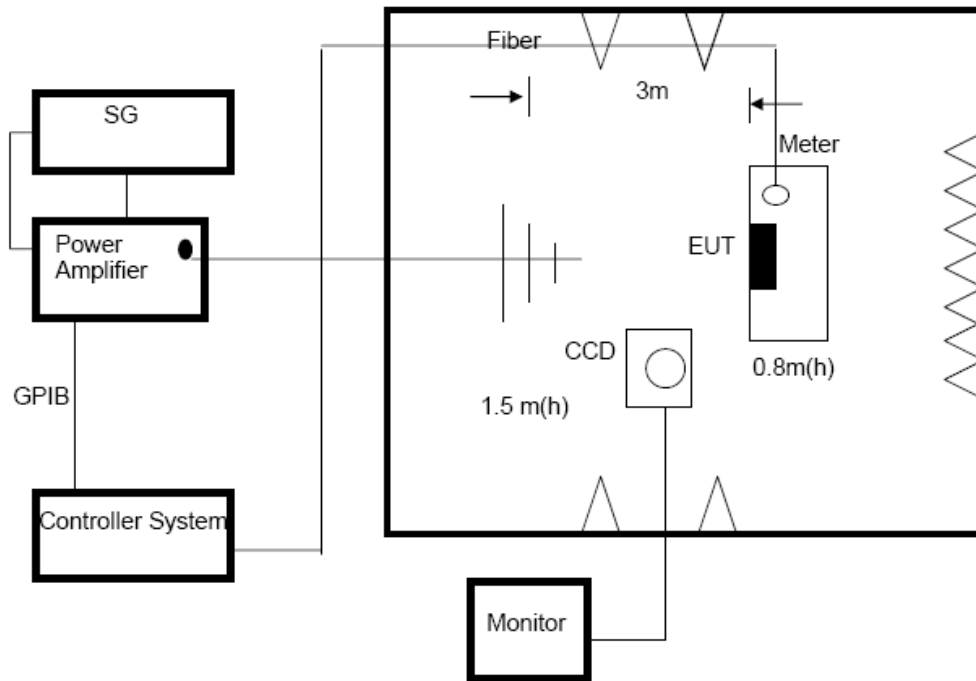 Fiber
3m
SG
Meter
Power
Amplifier
EUT
CCD
0.8m(h)
GPIB
1.5 m(h)
Controller System
Monitor